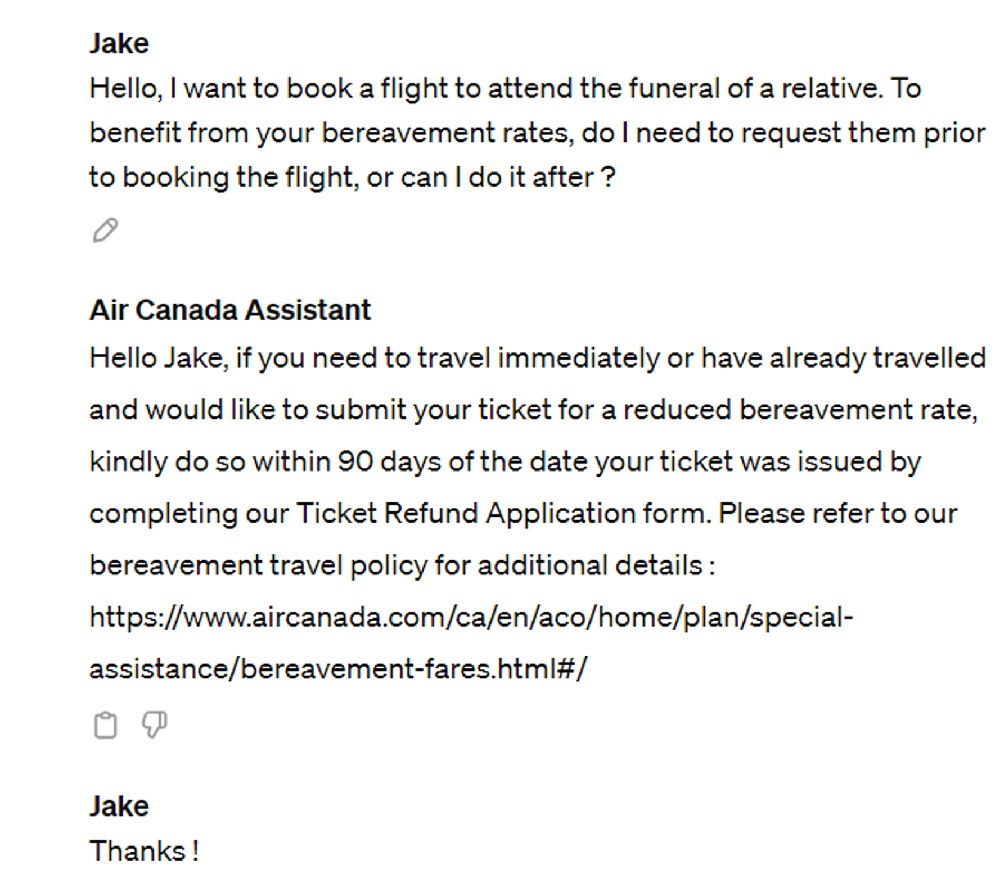 Jake
Hello, I want to book a flight to attend the funeral of a relative. To
benefit from your bereavement rates, do I need to request them prior
to booking the flight, or can I do it after ?
Air Canada Assistant
Hello Jake, if you need to travel immediately or have already travelled
and would like to submit your ticket for a reduced bereavement rate,
kindly do so within 90 days of the date your ticket was issued by
completing our Ticket Refund Application form. Please refer to our
bereavement travel policy for additional details :
https://www.aircanada.com/ca/en/aco/home/plan/special-
assistance/bereavement-fares.html#/
Jake
Thanks !